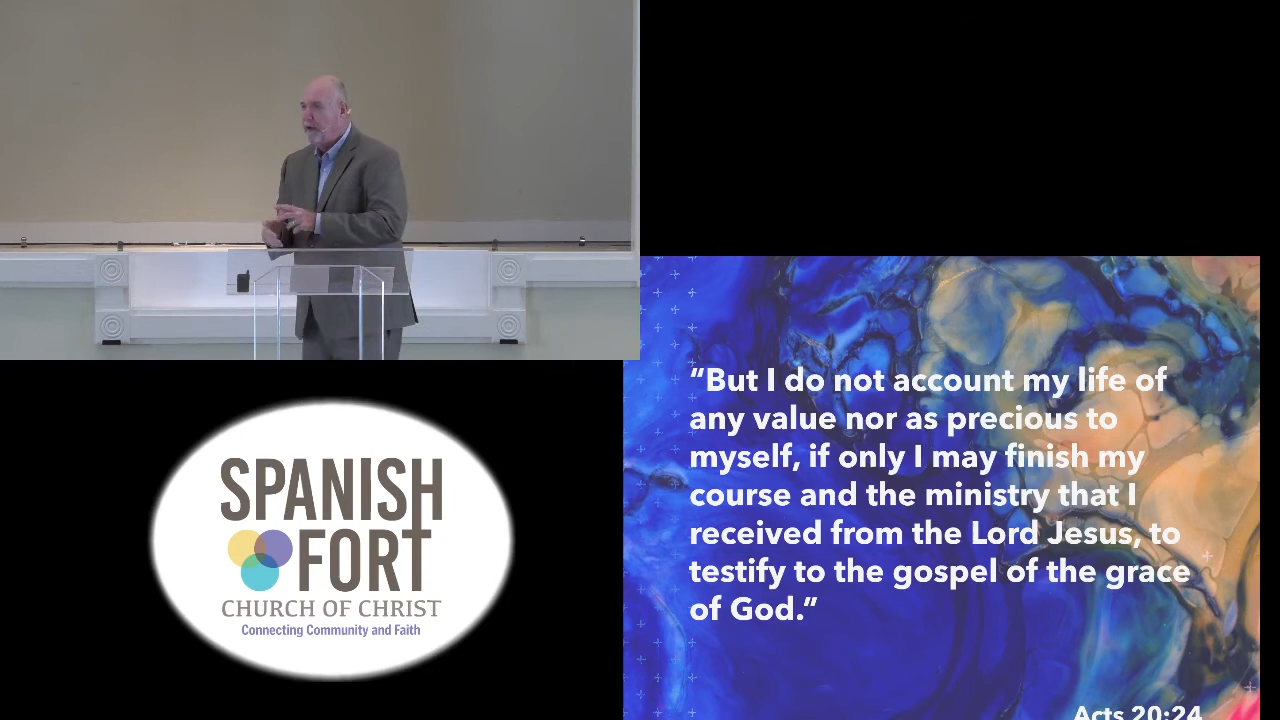 “But I do not account my life of
any value nor as precious to
myself, if only I may finish my
course and the ministry that I
received from the Lord Jesus, to
testify to the gospel of the grace
of God.”
Acts 20:24
SPANISH
FORT
CHURCH OF CHRIST
Connecting Community and Faith